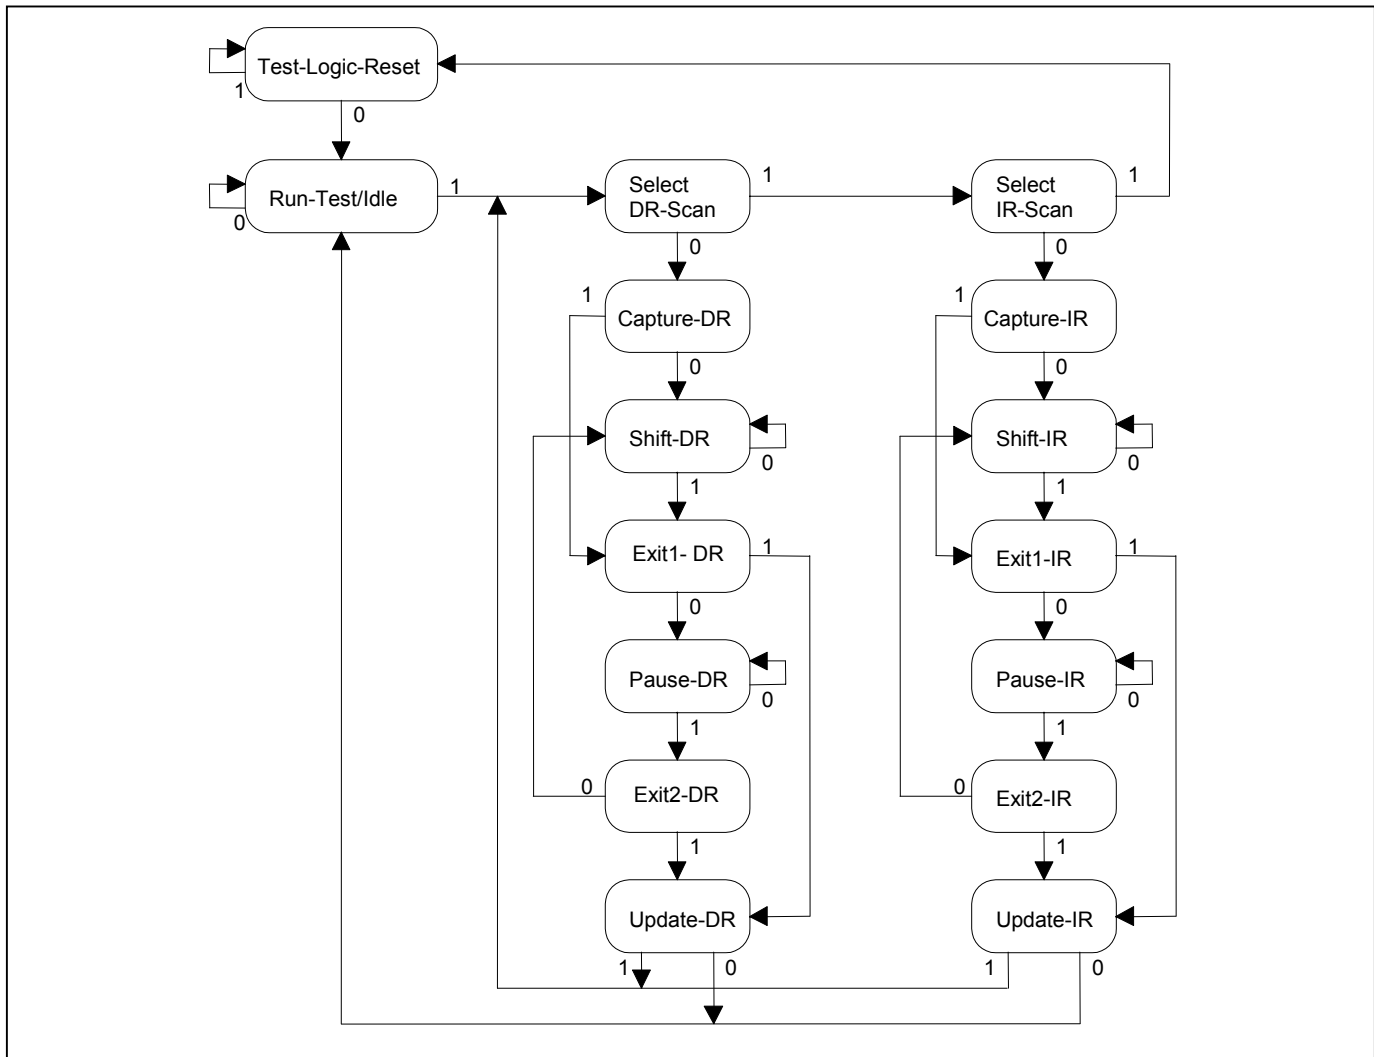 Test-Logic-Reset
1
0
Run-Test/Idle
0
1
Select
DR-Scan
1
0
Select
IR-Scan
1
0
1
Capture-DR
0
1
Capture-IR
0
Shift-DR
0
1
Shift-IR
0
1
Exit1- DR
1
0
Exit1-IR
1
0
Pause-DR
0
1
Pause-IR
0
1
0
Exit2-DR
1
0
Exit2-IR
1
Update-DR
1
0
Update-IR
1
0